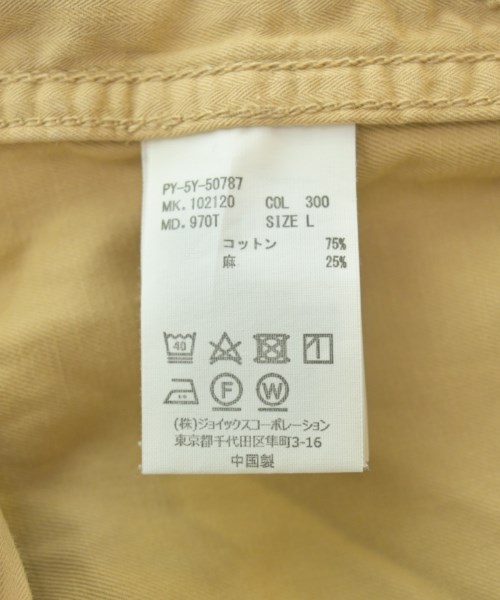 PY-5Y-50787
MK. 102120 COL 300
MD. 970T SIZE L
コットン 75%
麻 25%
40
F W
(株)ジョイックスコーポレーション
東京都千代田区隼町3-16
中国製